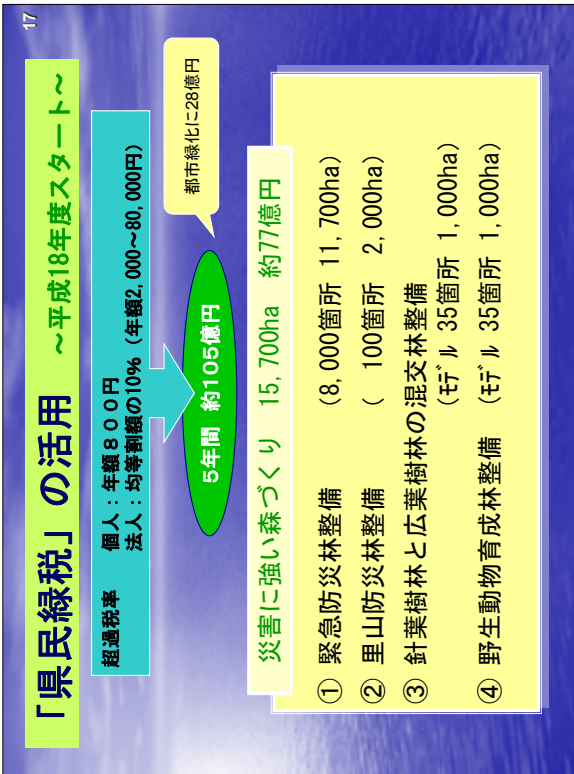 17
「県民緑税」の活用 ～平成18年度スタート～
超過税率 個人：年額８００円
法人：均等割額の10％（年額2,000～80,000円）
都市緑化に28億円
5年間 約105億円
災害に強い森づくり 15,700ha 約77億円
① 緊急防災林整備 （8,000箇所 11,700ha）
② 里山防災林整備 （ 100箇所 2,000ha）
③ 針葉樹林と広葉樹林の混交林整備
（ﾓﾃﾞﾙ 35箇所 1,000ha）
④ 野生動物育成林整備 （ﾓﾃﾞﾙ 35箇所 1,000ha）